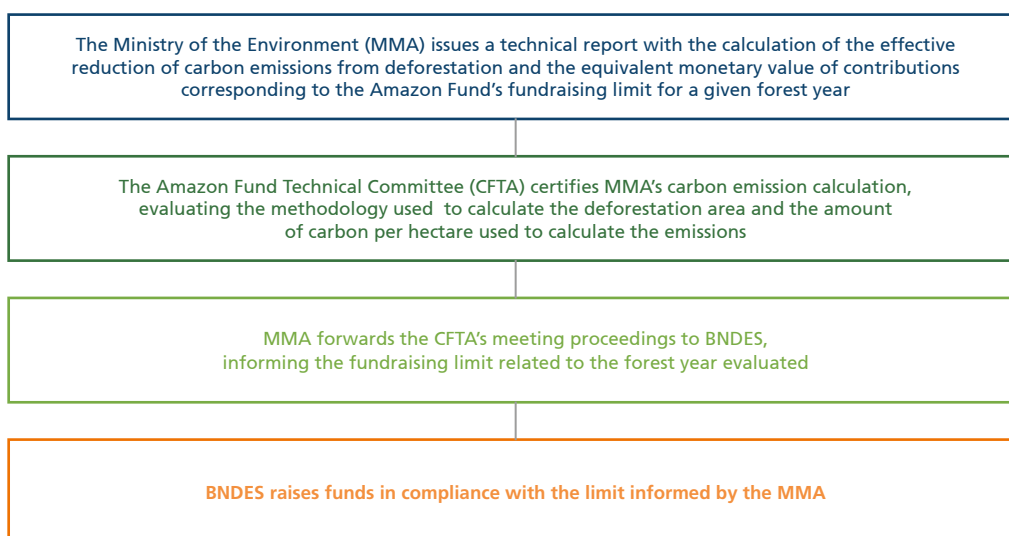 The Ministry of the Environment (MMA) issues a technical report with the calculation of the effective
reduction of carbon emissions from deforestation and the equivalent monetary value of contributions
corresponding to the Amazon Fund's fundraising limit for a given forest year
The Amazon Fund Technical Committee (CFTA) certifies MMA's carbon emission calculation,
evaluating the methodology used to calculate the deforestation area and the amount
of carbon per hectare used to calculate the emissions
MMA forwards the CFTA's meeting proceedings to BNDES,
informing the fundraising limit related to the forest year evaluated
BNDES raises funds in compliance with the limit informed by the MMA